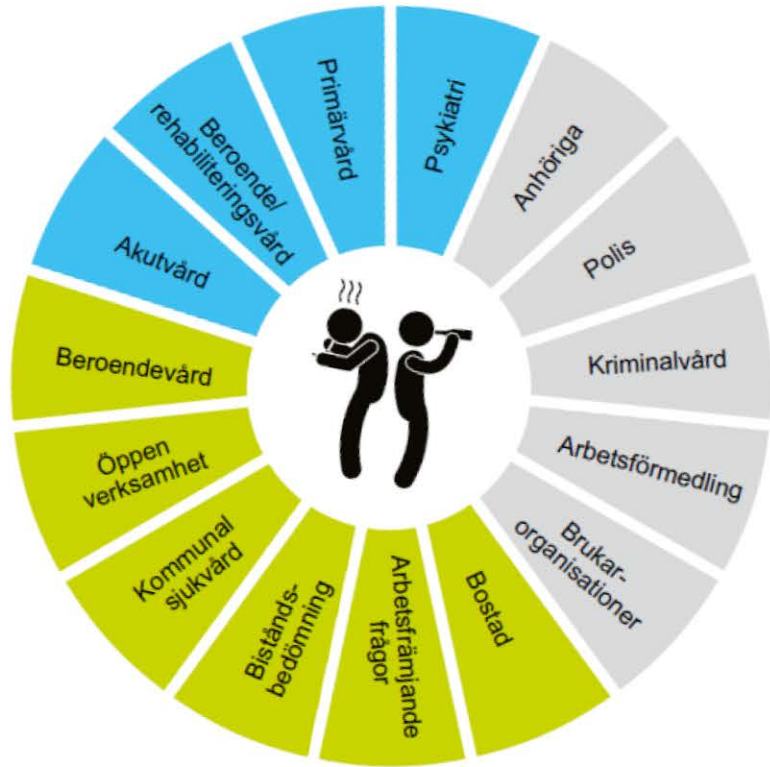 Psykiatri
Anhöriga
Polis
Kriminalvård
Arbetsförmedling
Brukar-
organisationer
Bostad
Arbetsfrämjande
frågor
Bistånds-
bedömning
Kommunal
sjukvård
Öppen
verksamhet
Beroendevård
Akutvård
Beroende/
rehabiliteringsvård
Primärvård